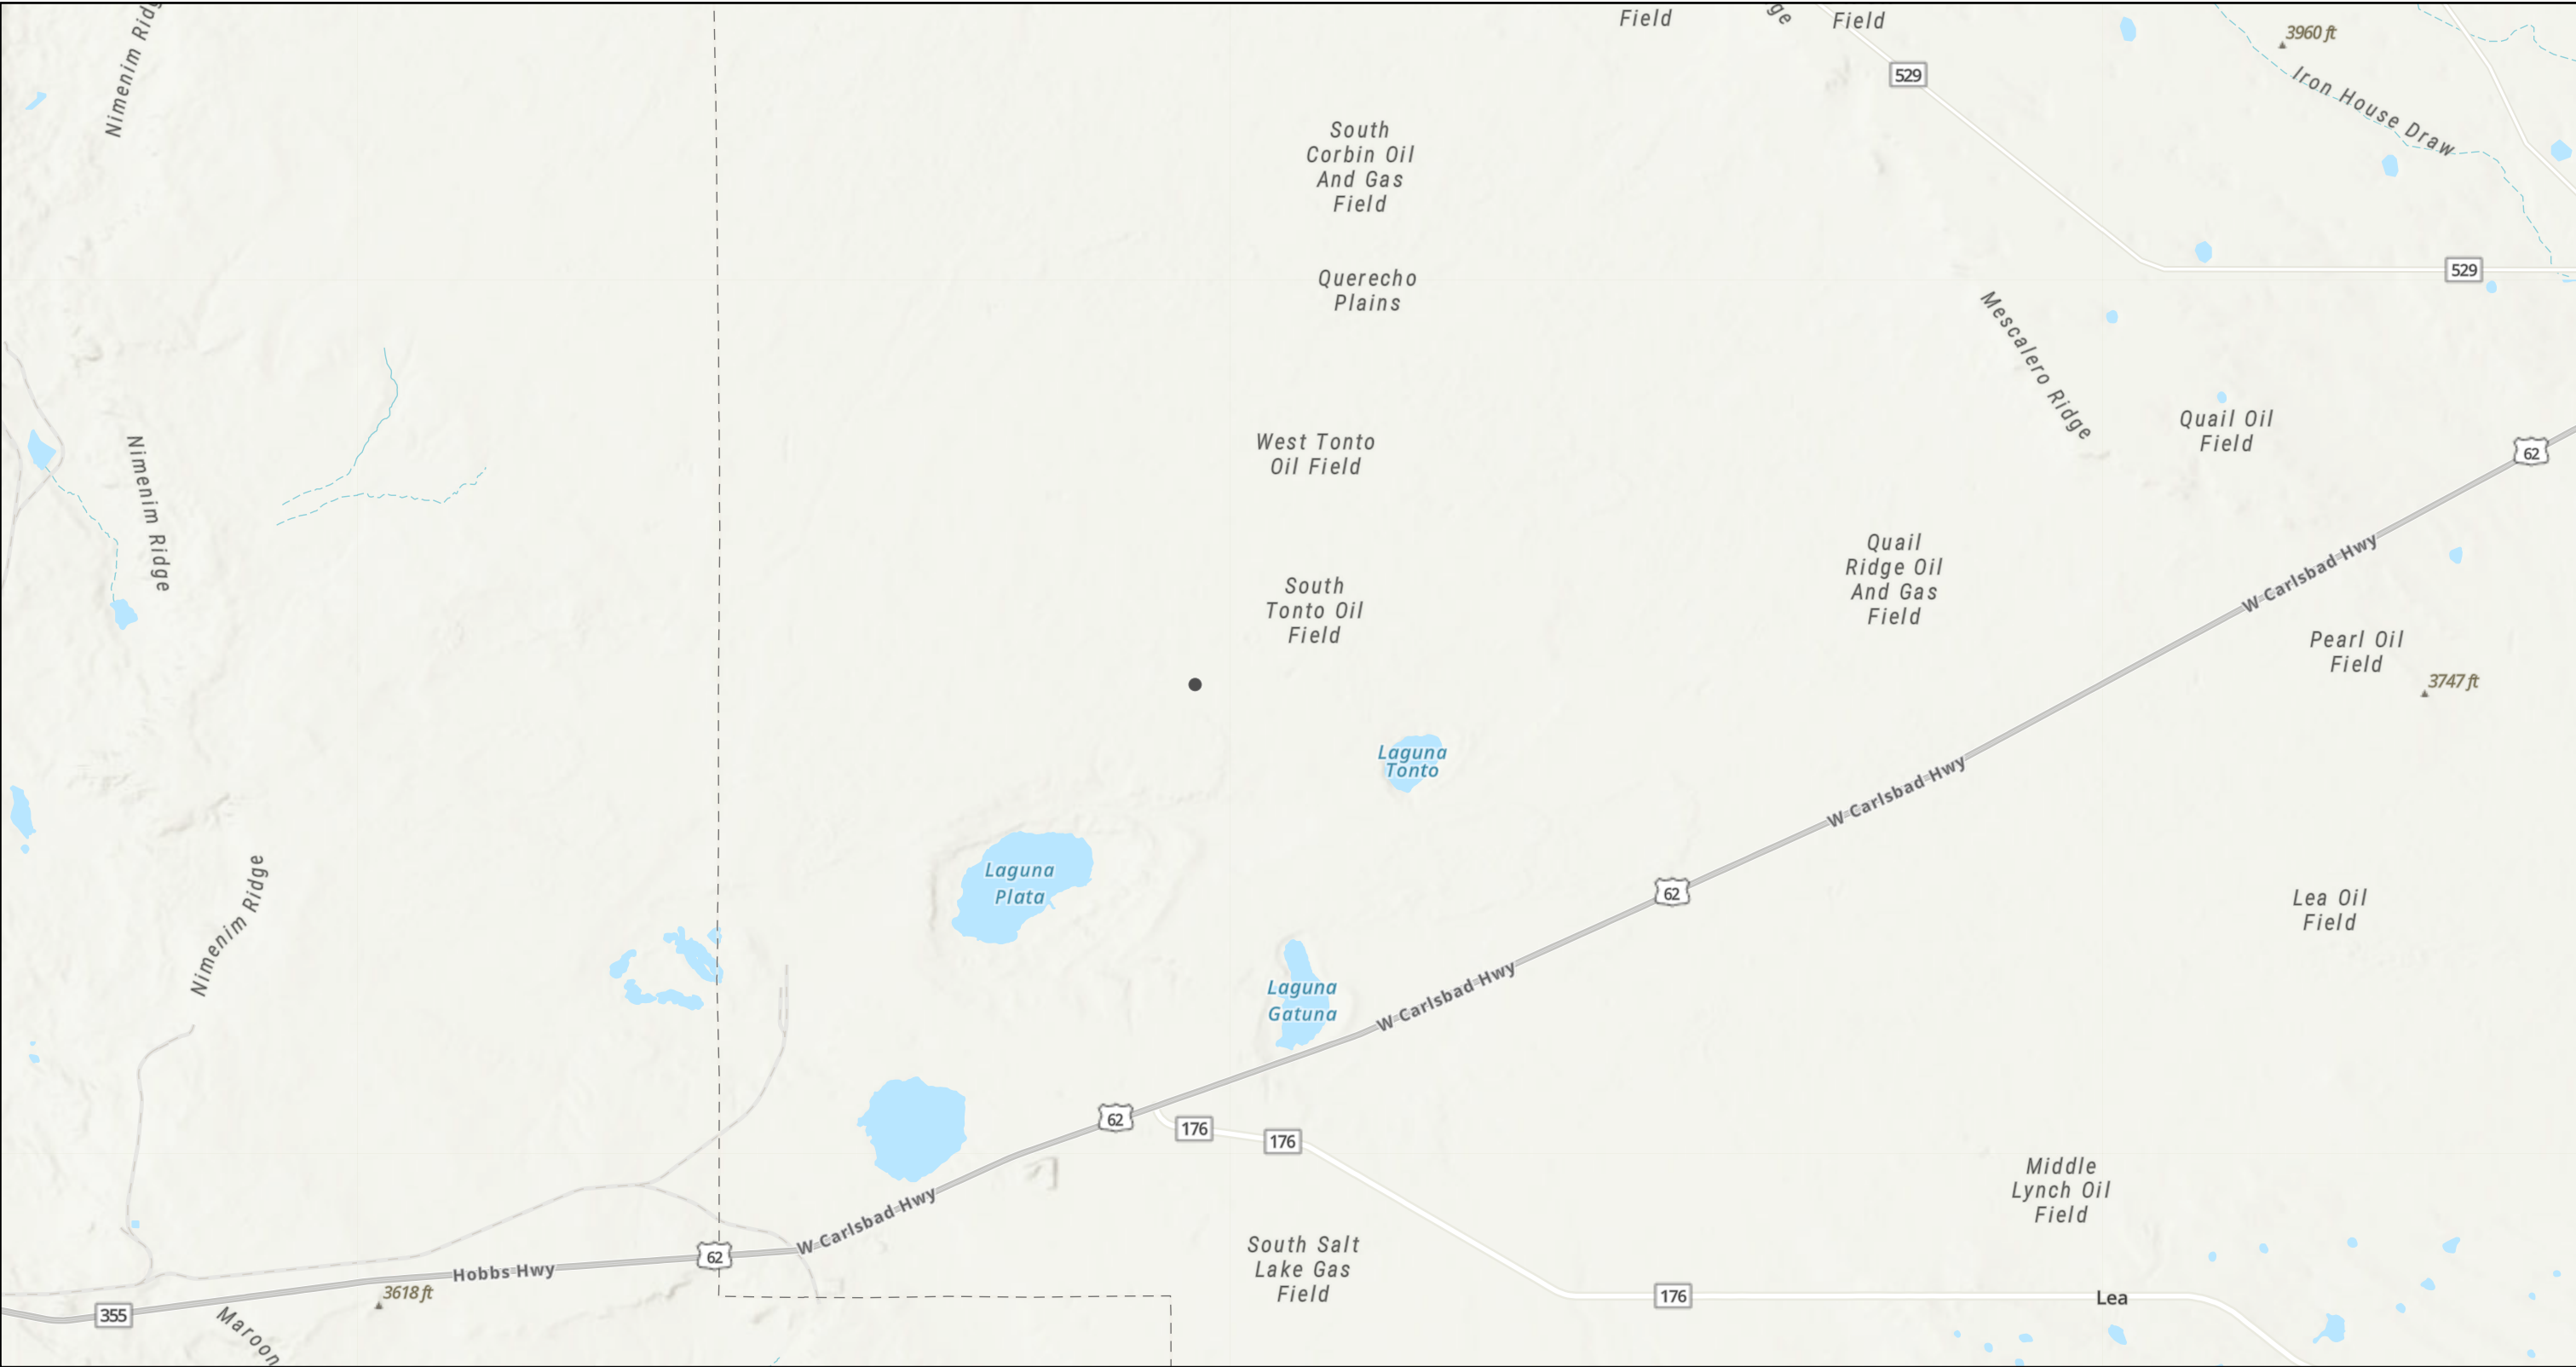 Nimenim Ridg
Field
ge
Field
3960 ft
529
Iron House Draw
South
Corbin Oil
And Gas
Field
529
Querecho
Plains
Mescalero Ridge
Quail Oil
Field
West Tonto
Oil Field
62
Nimenim Ridge
Quail
Ridge Oil
And Gas
Field
W Carlsbad Hwy
South
Tonto Oil
Field
Pearl Oil
Field
3747 ft
Laguna
Tonto
W Carlsbad Hwy
Laguna
Plata
62
Nimenim Ridge
Lea Oil
Field
Laguna
Gatuna
W Carlsbad Hwy
62
176
176
Middle
Lynch Oil
Field
W Carlsbad Hwy
62
South Salt
Lake Gas
Field
Hobbs Hwy
3618 ft
355
176
Lea
Maroon